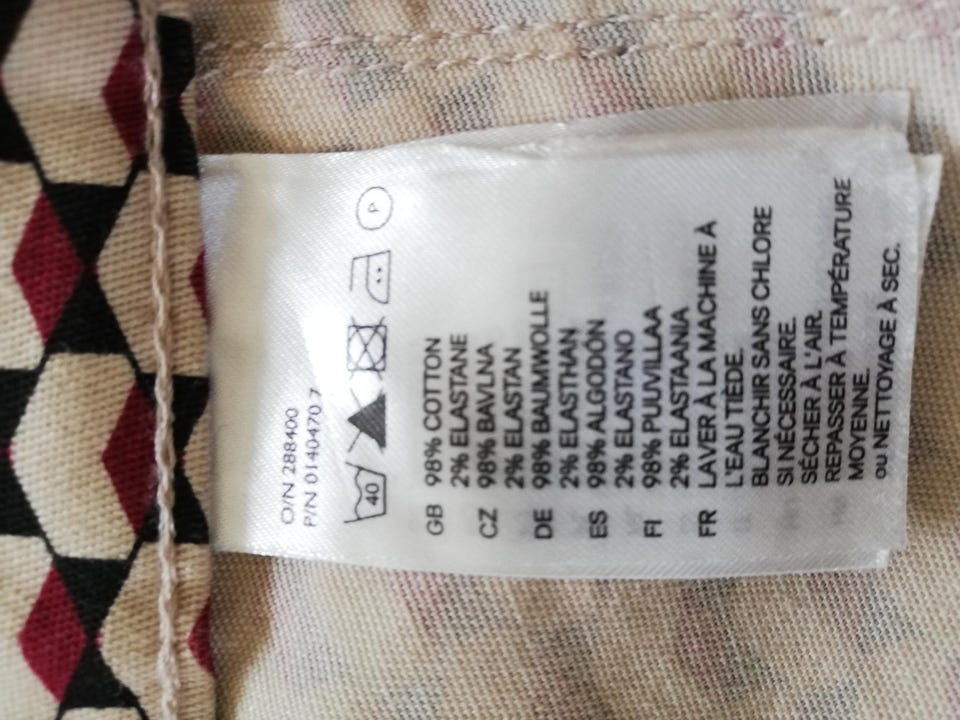 O/N 288400
P/N 0140470 7
40 P
GB 98% COTTON
2% ELASTANE
CZ 98% BAVLNA
2% ELASTAN
DE 98% BAUMWOLLE
2% ELASTHAN
ES 98% ALGODÓN
2% ELASTANO
FI 98% PUUVILLAA
2% ELASTAANIA
FR LAVER À LA MACHINE À
L'EAU TIÈDE.
BLANCHIR SANS CHLORE
SI NÉCESSAIRE.
SÉCHER À L'AIR.
REPASSER À TEMPÉRATURE
MOYENNE.
OU NETTOYAGE À SEC.